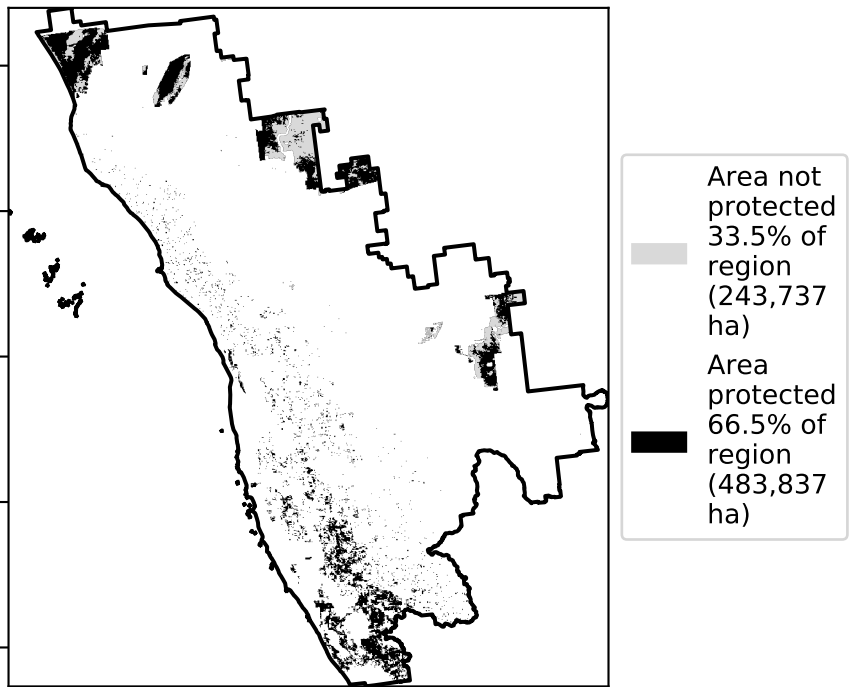 Area not
protected
33.5% of
region
(243,737
ha)
Area
protected
66.5% of
region
(483,837
ha)